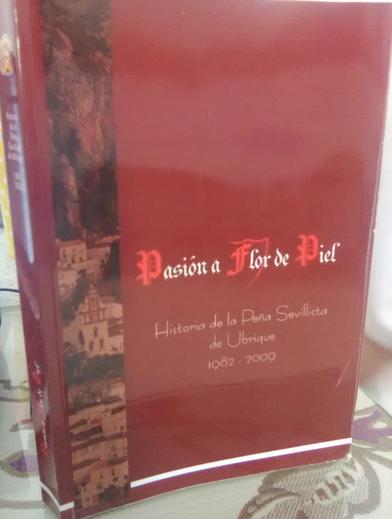 Pasión a Flor de Piel
Historia de la Peña Sevillista
de Ubrique
1982 - 2009